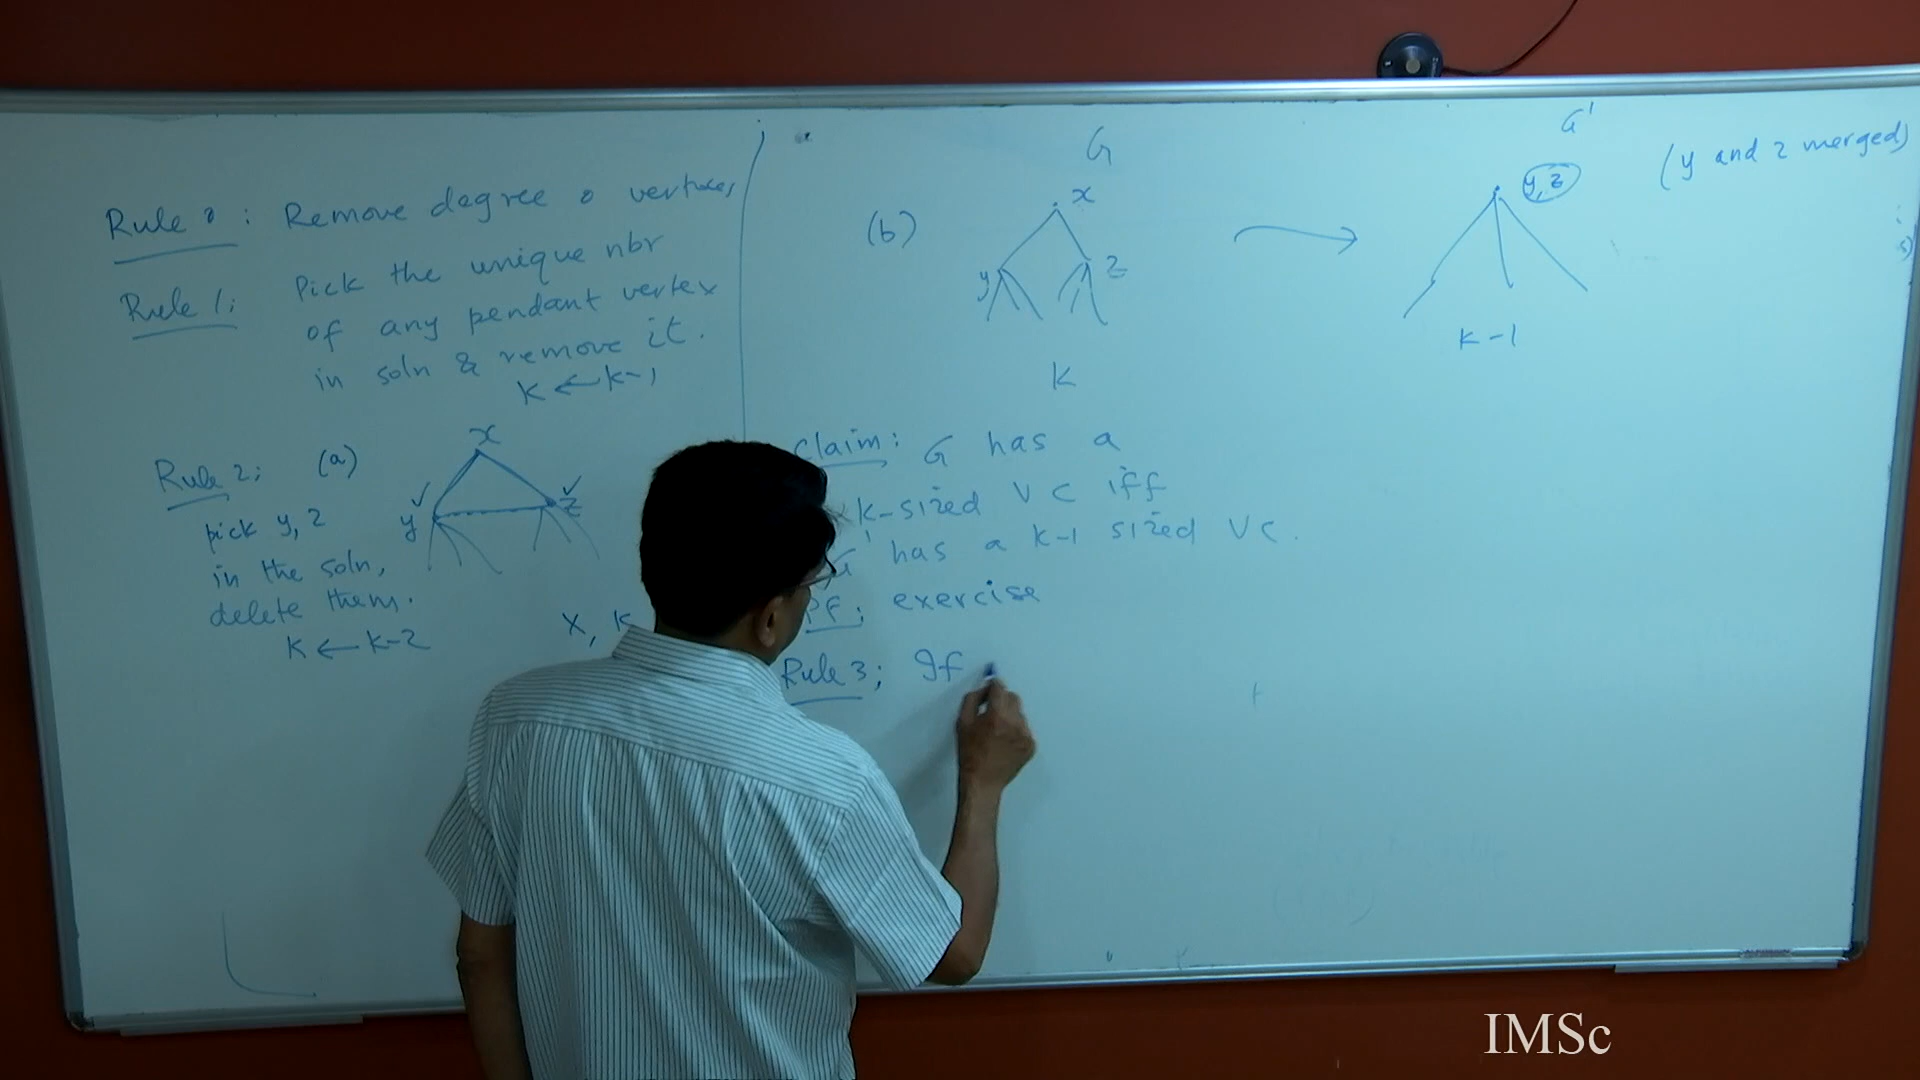 Rule 0: Remove degree 0 vertices
Rule 1: Pick the unique nbr
of any pendant vertex
in soln & remove it.
K ← K-1
Rule 2; (a)
x
y
z
pick y, z
in the soln,
delete them.
K ← K-2
X, K
G
(b)
x
y
z
K
G'
y, z
(y and z merged)
K-1
Claim: G has a
K-sized VC iff
G' has a K-1 sized VC.
Pf; exercise
Rule 3; If
IMSc